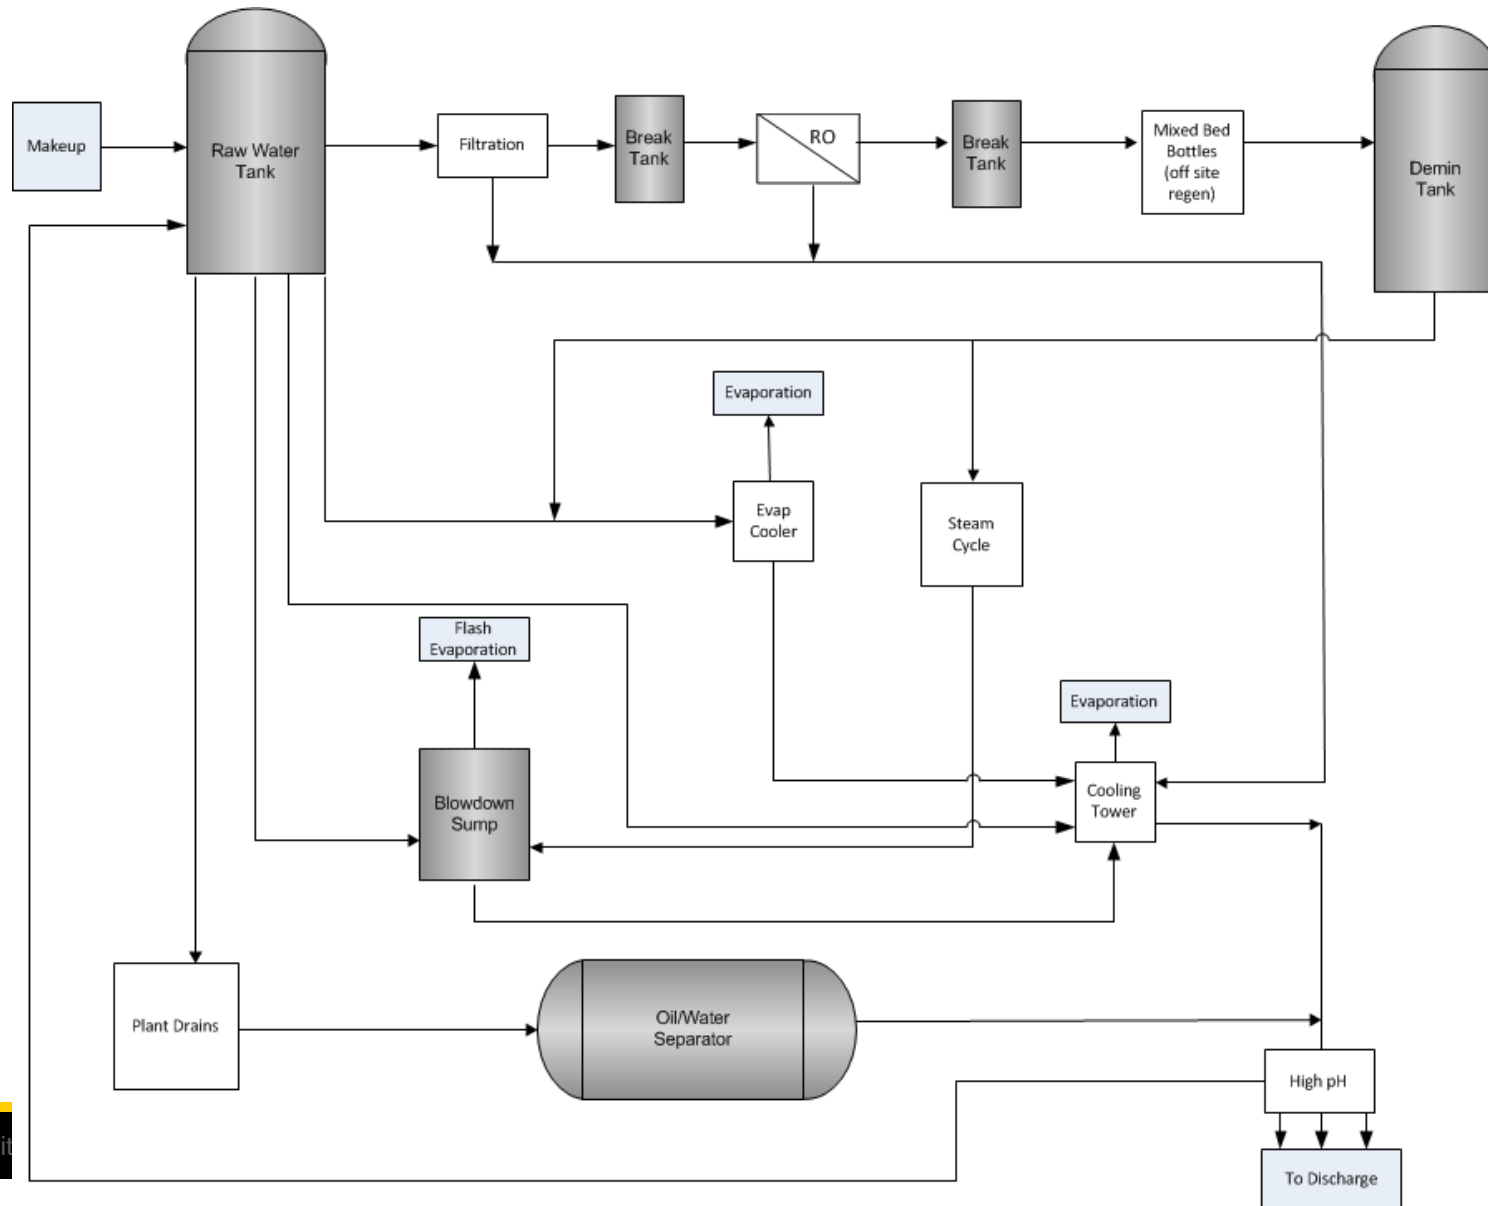 Makeup
Raw Water
Tank
Filtration
Break
Tank
RO
Break
Tank
Mixed Bed
Bottles
(off site
regen)
Demin
Tank
Evaporation
Evap
Cooler
Steam
Cycle
Flash
Evaporation
Evaporation
Blowdown
Sump
Cooling
Tower
Plant Drains
Oil/Water
Separator
High pH
To Discharge
it